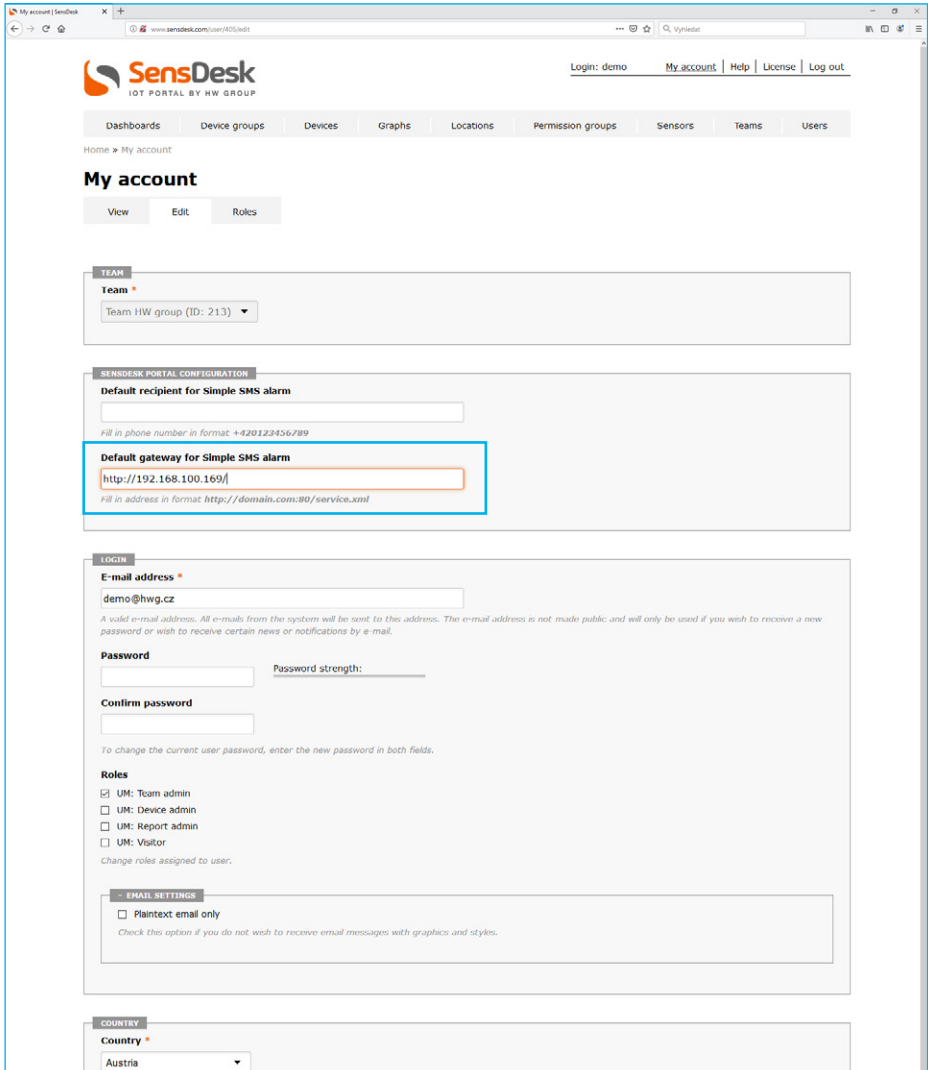 My account | SensDesk
www.sensdesk.com/user/405/edit
Vyhledat
SensDesk
IOT PORTAL BY HW GROUP
Login: demo My account Help License Log out
Dashboards Device groups Devices Graphs Locations Permission groups Sensors Teams Users
Home » My account
My account
View Edit Roles
TEAM
Team *
Team HW group (ID: 213)
SENSDESK PORTAL CONFIGURATION
Default recipient for Simple SMS alarm
Fill in phone number in format +420123456789
Default gateway for Simple SMS alarm
http://192.168.100.169/
Fill in address in format http://domain.com:80/service.xml
LOGIN
E-mail address *
demo@hwg.cz
A valid e-mail address. All e-mails from the system will be sent to this address. The e-mail address is not made public and will only be used if you wish to receive a new
password or wish to receive certain news or notifications by e-mail.
Password
Password strength:
Confirm password
To change the current user password, enter the new password in both fields.
Roles
UM: Team admin
UM: Device admin
UM: Report admin
UM: Visitor
Change roles assigned to user.
- EMAIL SETTINGS
Plaintext email only
Check this option if you do not wish to receive email messages with graphics and styles.
COUNTRY
Country *
Austria